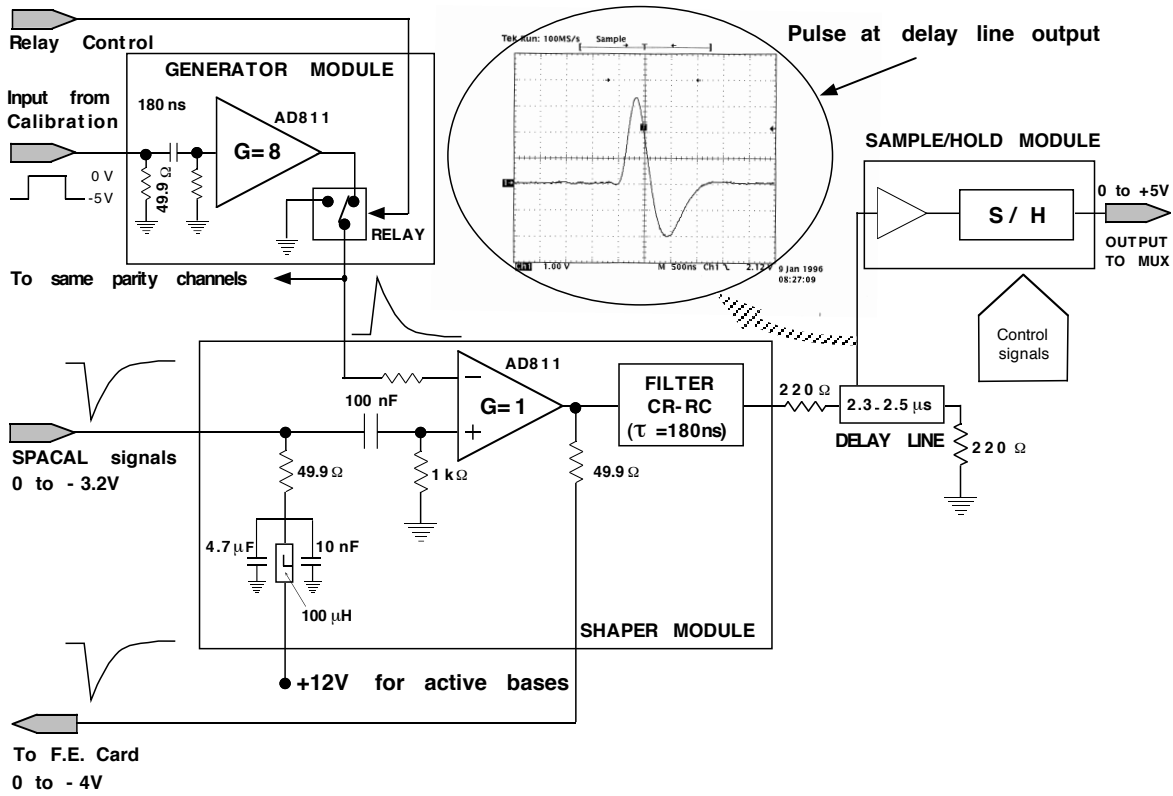 Relay Control
GENERATOR MODULE
Input from
Calibration
180 ns
AD811
G=8
0 V
-5V
49.9 Ω
RELAY
To same parity channels
Tek Run: 100MS/s Sample
Ch1 1.00 V M 500ns Ch1 2.12 V
9 Jan 1996
08:27:09
Pulse at delay line output
SAMPLE/HOLD MODULE
0 to +5V
S / H
OUTPUT
TO MUX
Control
signals
AD811
100 nF
G=1
−
+
FILTER
CR-RC
(τ =180ns)
220 Ω
2.3-2.5 μs
DELAY LINE
220 Ω
SPACAL signals
0 to - 3.2V
49.9 Ω
1 kΩ
49.9 Ω
4.7 μF
L
10 nF
100 μH
SHAPER MODULE
+12V for active bases
To F.E. Card
0 to - 4V